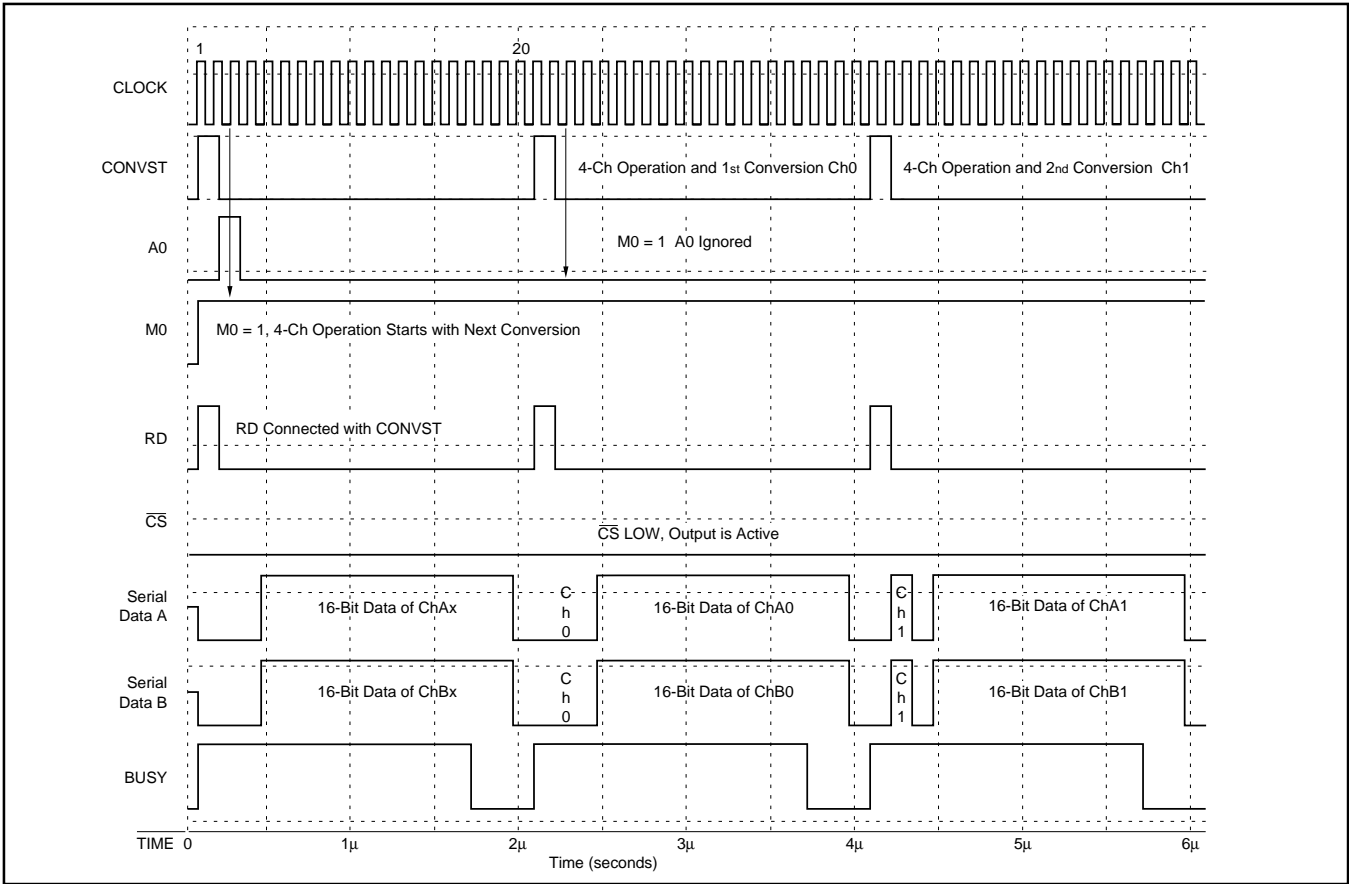 1 20
CLOCK
CONVST
4-Ch Operation and 1st Conversion Ch0
4-Ch Operation and 2nd Conversion Ch1
A0
M0 = 1 A0 Ignored
M0
M0 = 1, 4-Ch Operation Starts with Next Conversion
RD
RD Connected with CONVST
CS
CS LOW, Output is Active
Serial
Data A
16-Bit Data of ChAx
Ch0
16-Bit Data of ChA0
Ch1
16-Bit Data of ChA1
Serial
Data B
16-Bit Data of ChBx
Ch0
16-Bit Data of ChB0
Ch1
16-Bit Data of ChB1
BUSY
TIME 0 1µ 2µ 3µ 4µ 5µ 6µ
Time (seconds)